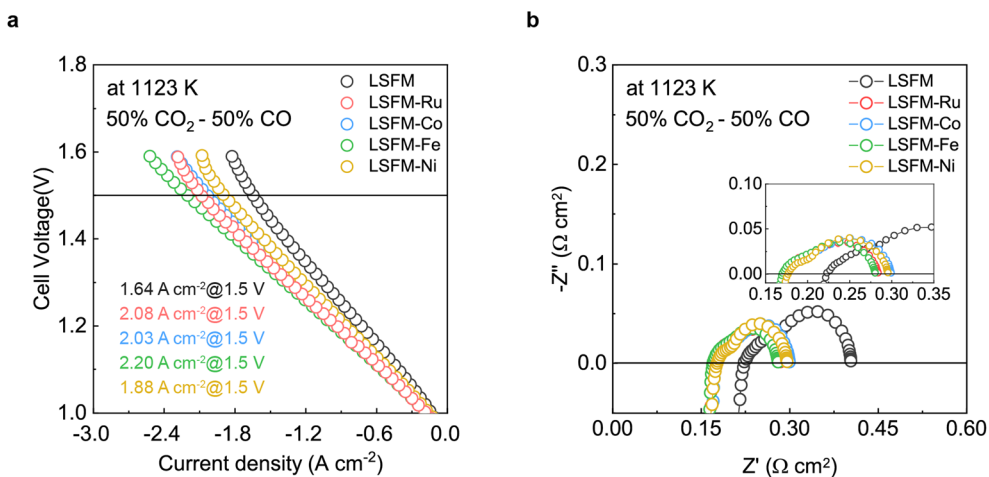 a
1.8
1.6
1.4
1.2
1.0
Cell Voltage(V)
at 1123 K
50% CO₂ - 50% CO
LSFM
LSFM-Ru
LSFM-Co
LSFM-Fe
LSFM-Ni
1.64 A cm⁻²@1.5 V
2.08 A cm⁻²@1.5 V
2.03 A cm⁻²@1.5 V
2.20 A cm⁻²@1.5 V
1.88 A cm⁻²@1.5 V
-3.0 -2.4 -1.8 -1.2 -0.6 0.0
Current density (A cm⁻²)
b
0.3
0.2
0.1
0.0
-Z" (Ω cm²)
at 1123 K
50% CO₂ - 50% CO
LSFM
LSFM-Ru
LSFM-Co
LSFM-Fe
LSFM-Ni
0.10
0.05
0.00
0.15 0.20 0.25 0.30 0.35
0.00 0.15 0.30 0.45 0.60
Z' (Ω cm²)